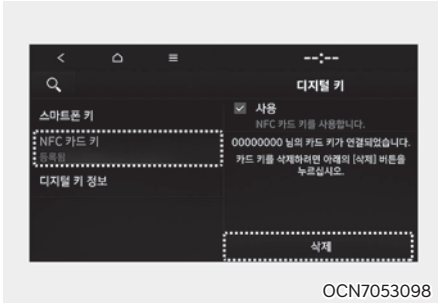 --:--
디지털 키
스마트폰 키
NFC 카드 키
등록됨
디지털 키 정보
사용
NFC 카드 키를 사용합니다.
00000000 님의 카드 키가 연결되었습니다.
카드 키를 삭제하려면 아래의 [삭제] 버튼을
누르십시오.
삭제
OCN7053098